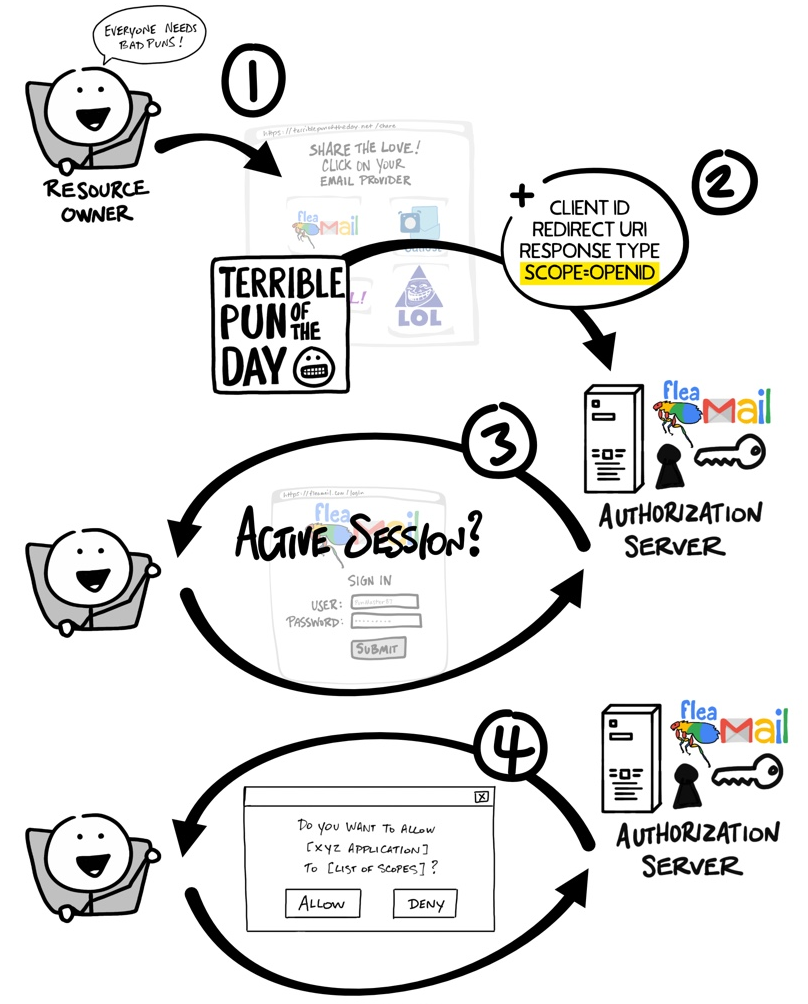 EVERYONE NEEDS
BAD PUNS!
1
RESOURCE
OWNER
https://terriblepunoftheday.net/share
SHARE THE LOVE!
CLICK ON YOUR
EMAIL PROVIDER
flea
Mail
L!
LOL
TERRIBLE
PUN OF THE
DAY
2
+
CLIENT ID
REDIRECT URI
RESPONSE TYPE
SCOPE=OPENID
flea
Mail
AUTHORIZATION
SERVER
3
https://fleamail.com/login
flea
Mail
ACTIVE SESSION?
SIGN IN
USER:
PASSWORD: ........
SUBMIT
4
flea
Mail
AUTHORIZATION
SERVER
X
DO YOU WANT TO ALLOW
[XYZ APPLICATION]
TO [LIST OF SCOPES]?
ALLOW
DENY